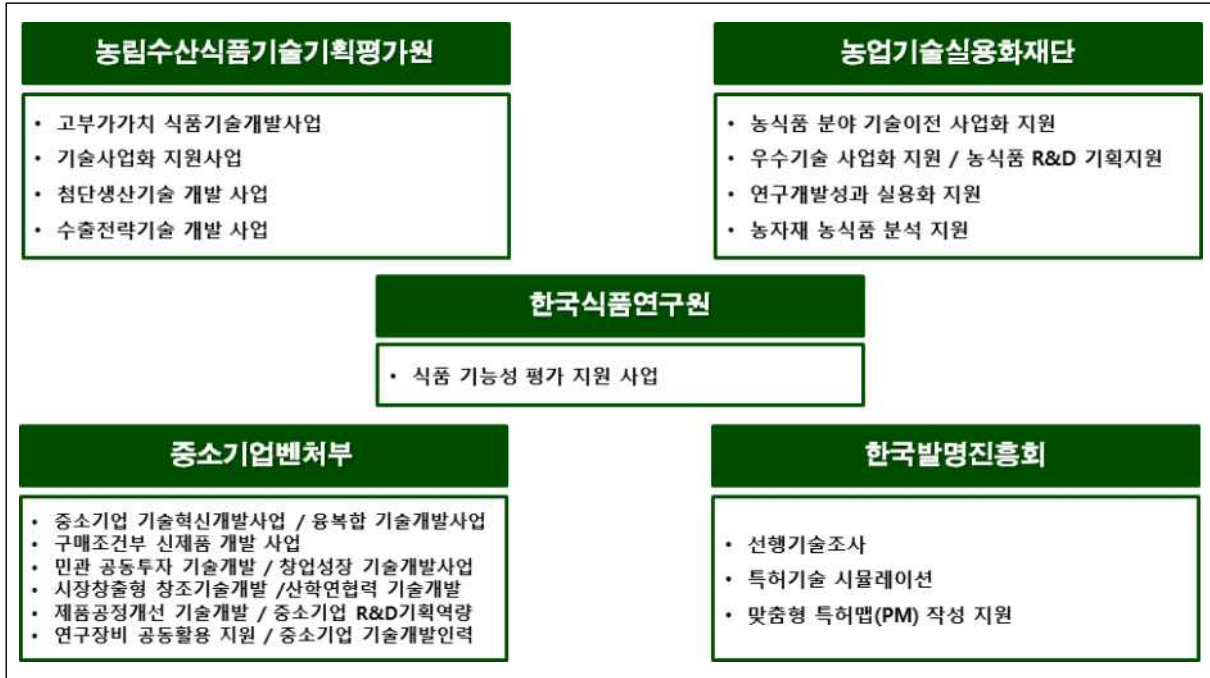 농림수산식품기술기획평가원
• 고부가가치 식품기술개발사업
• 기술사업화 지원사업
• 첨단생산기술 개발 사업
• 수출전략기술 개발 사업
농업기술실용화재단
• 농식품 분야 기술이전 사업화 지원
• 우수기술 사업화 지원 / 농식품 R&D 기획지원
• 연구개발성과 실용화 지원
• 농자재 농식품 분석 지원
한국식품연구원
• 식품 기능성 평가 지원 사업
중소기업벤처부
• 중소기업 기술혁신개발사업 / 융복합 기술개발사업
• 구매조건부 신제품 개발 사업
• 민관 공동투자 기술개발 / 창업성장 기술개발사업
• 시장창출형 창조기술개발 /산학연협력 기술개발
• 제품공정개선 기술개발 / 중소기업 R&D기획역량
• 연구장비 공동활용 지원 / 중소기업 기술개발인력
한국발명진흥회
• 선행기술조사
• 특허기술 시뮬레이션
• 맞춤형 특허맵(PM) 작성 지원